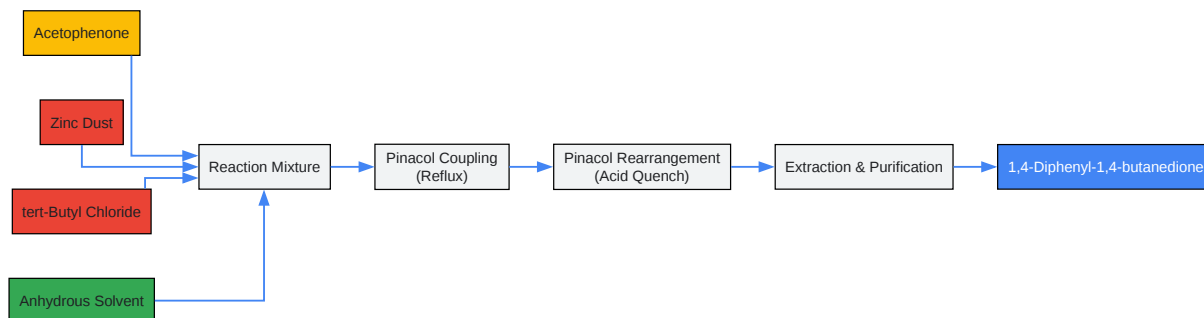 Acetophenone
Zinc Dust
tert-Butyl Chloride
Anhydrous Solvent
Reaction Mixture
Pinacol Coupling
(Reflux)
Pinacol Rearrangement
(Acid Quench)
Extraction & Purification
1,4-Diphenyl-1,4-butanedione